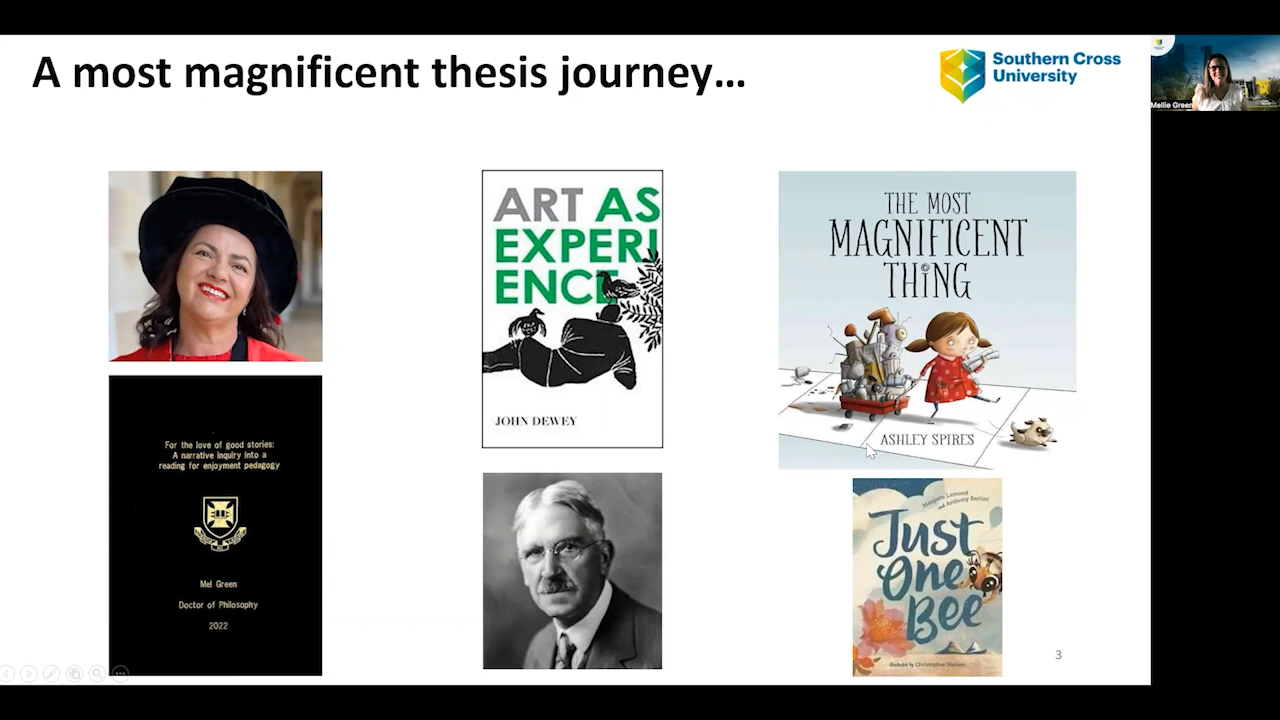 A most magnificent thesis journey...
Southern Cross
University
Mellie Green
For the love of good stories:
A narrative inquiry into a
reading for enjoyment pedagogy
Mel Green
Doctor of Philosophy
2022
ART AS
EXPERI
ENCE
JOHN DEWEY
THE MOST
MAGNIFICENT
THING
ASHLEY SPIRES
Margrete Lamond
and Anthony Bertini
Just
One
Bee
illustrated by Christopher Nielsen
3